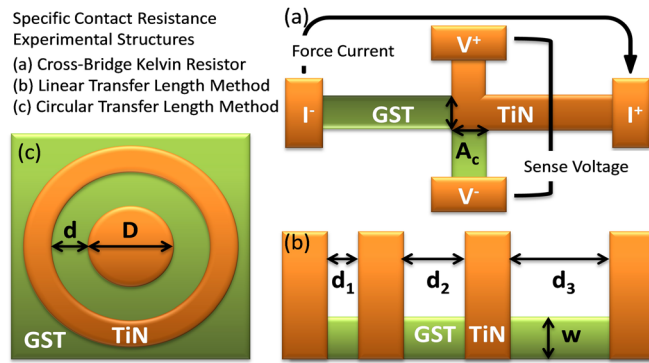 Specific Contact Resistance
Experimental Structures
(a) Cross-Bridge Kelvin Resistor
(b) Linear Transfer Length Method
(c) Circular Transfer Length Method
(a)
Force Current
V⁺
I⁻
GST
TiN
I⁺
A_c
Sense Voltage
V⁻
(c)
d
D
GST
TiN
(b)
d₁
d₂
d₃
GST
TiN
w